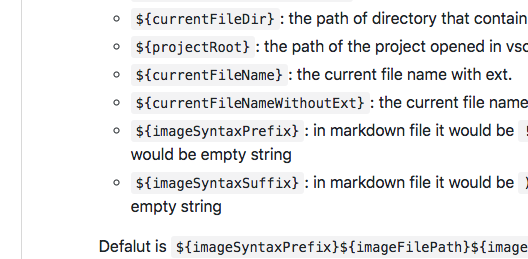 ${currentFileDir} : the path of directory that contain
${projectRoot} : the path of the project opened in vsc
${currentFileName} : the current file name with ext.
${currentFileNameWithoutExt} : the current file name
${imageSyntaxPrefix} : in markdown file it would be
would be empty string
${imageSyntaxSuffix} : in markdown file it would be )
empty string
Defalut is ${imageSyntaxPrefix}${imageFilePath}${image